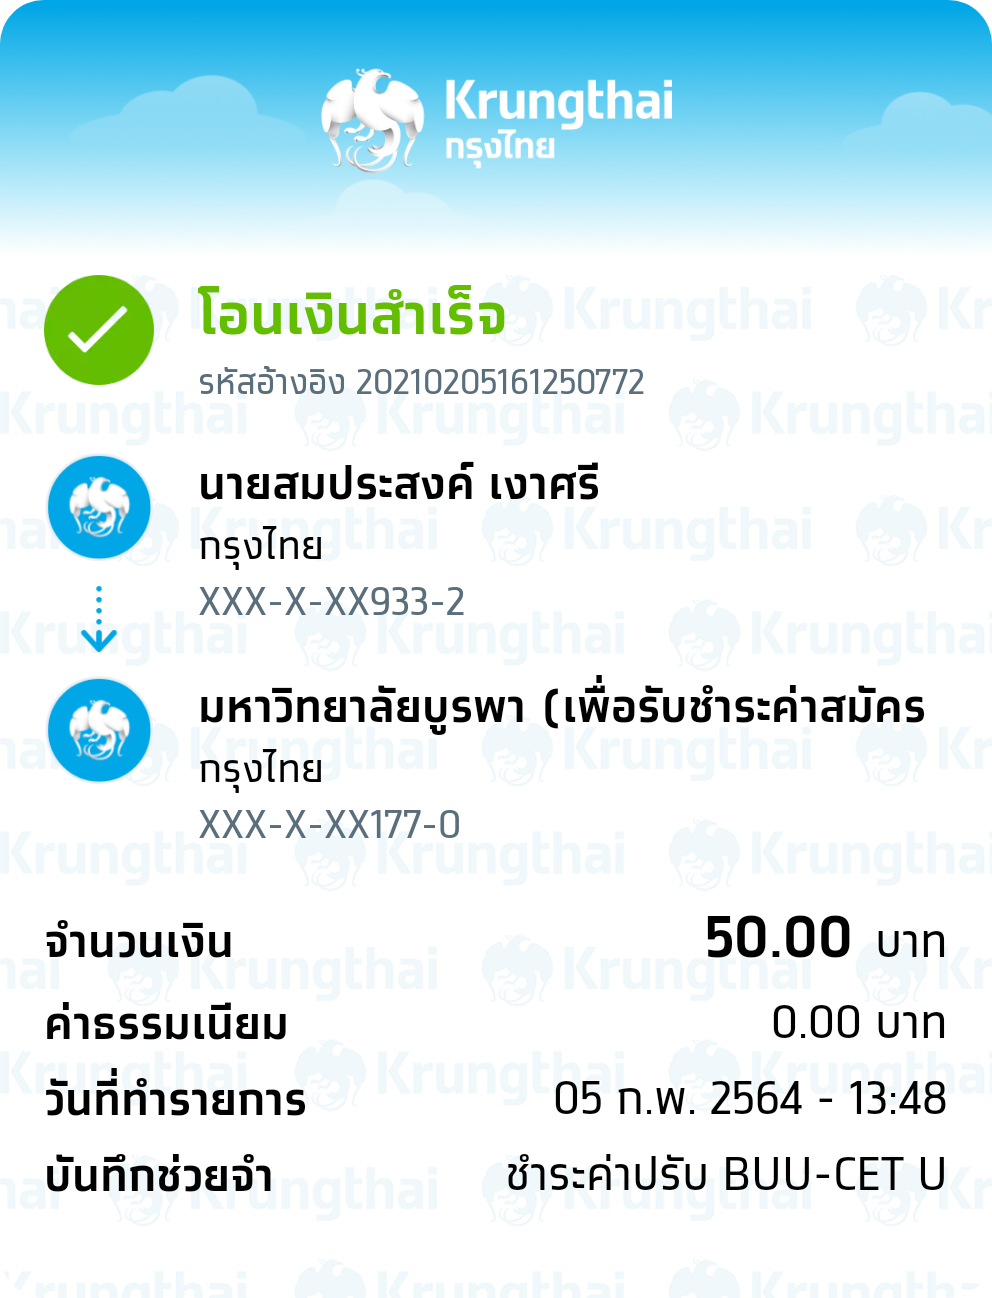 Krungthai
กรุงไทย
โอนเงินสำเร็จ
รหัสอ้างอิง 20210205161250772
นายสมประสงค์ เงาศรี
กรุงไทย
XXX-X-XX933-2
มหาวิทยาลัยบูรพา (เพื่อรับชำระค่าสมัคร
กรุงไทย
XXX-X-XX177-0
จำนวนเงิน 50.00 บาท
ค่าธรรมเนียม 0.00 บาท
วันที่ทำรายการ 05 ก.พ. 2564 - 13:48
บันทึกช่วยจำ ชำระค่าปรับ BUU-CET U